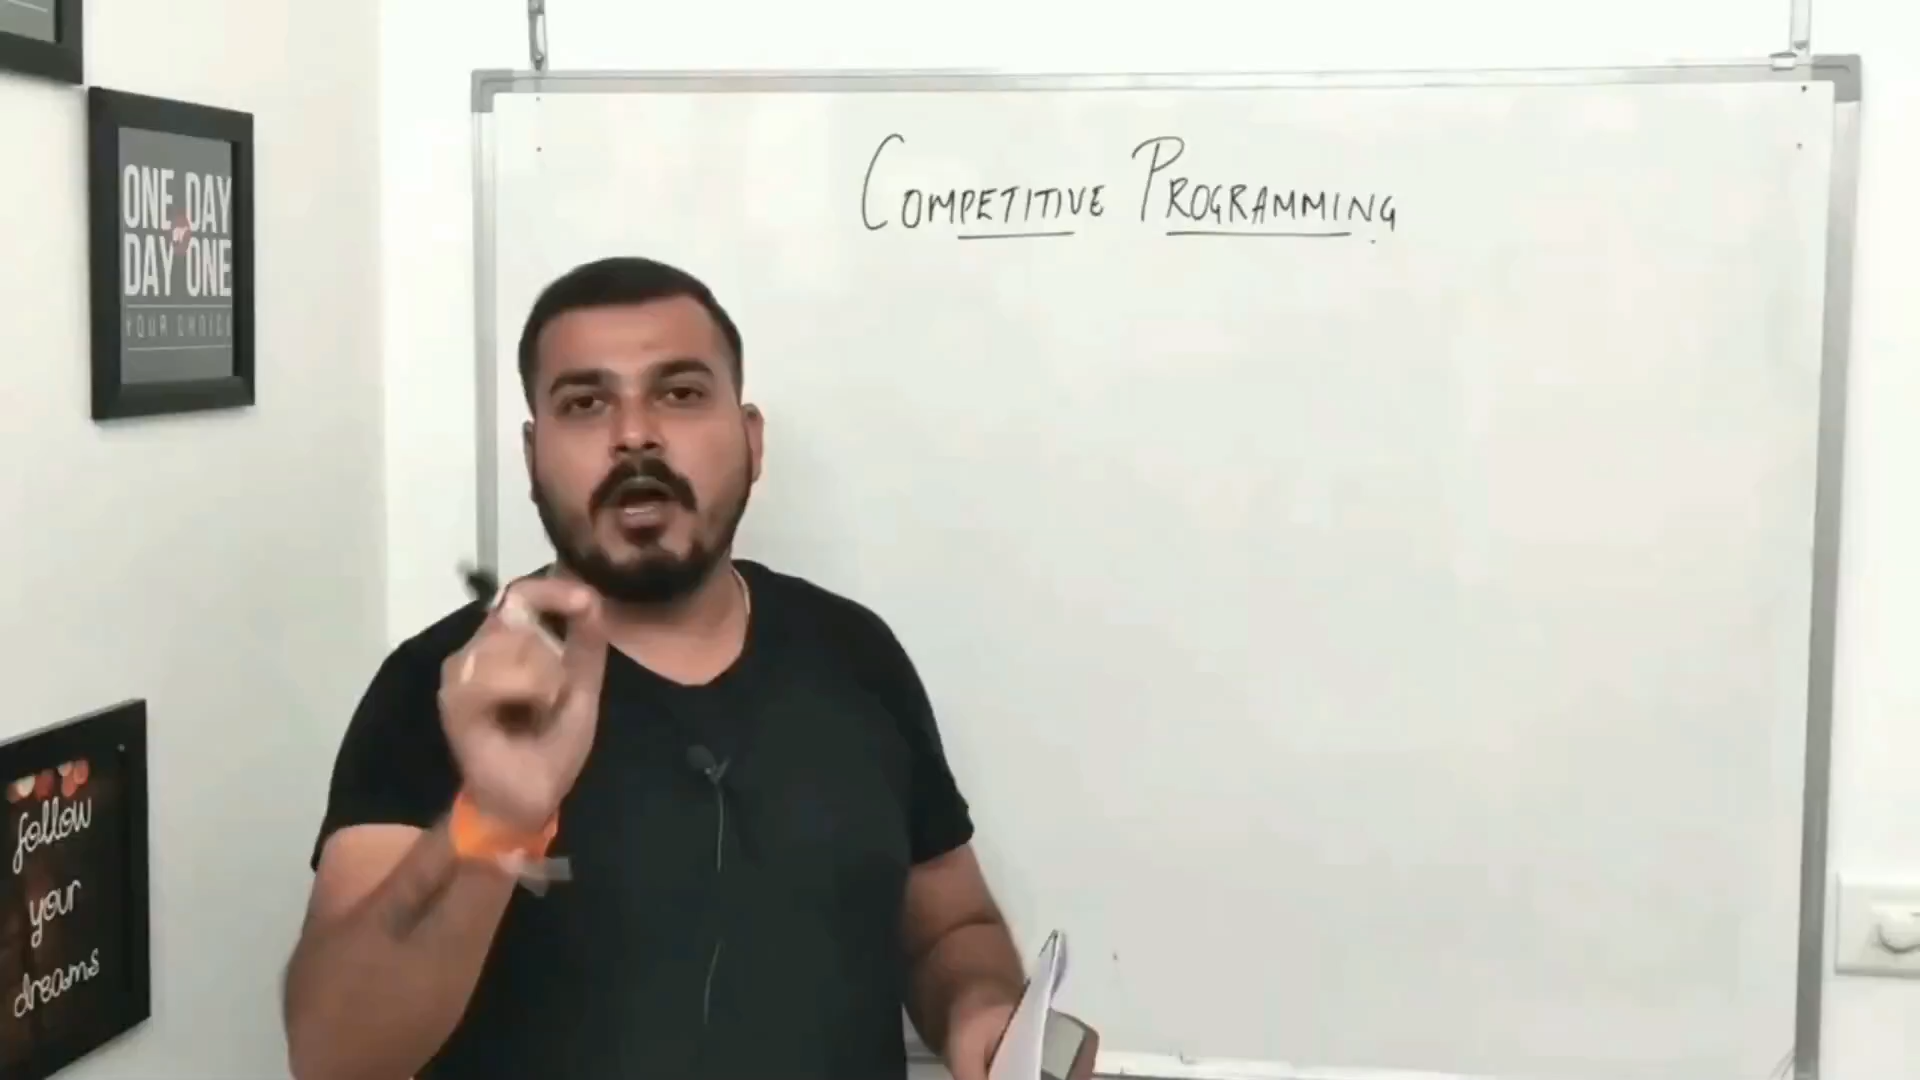 COMPETITIVE PROGRAMMING
ONE DAY
or
DAY ONE
YOUR CHOICE
follow
your
dreams